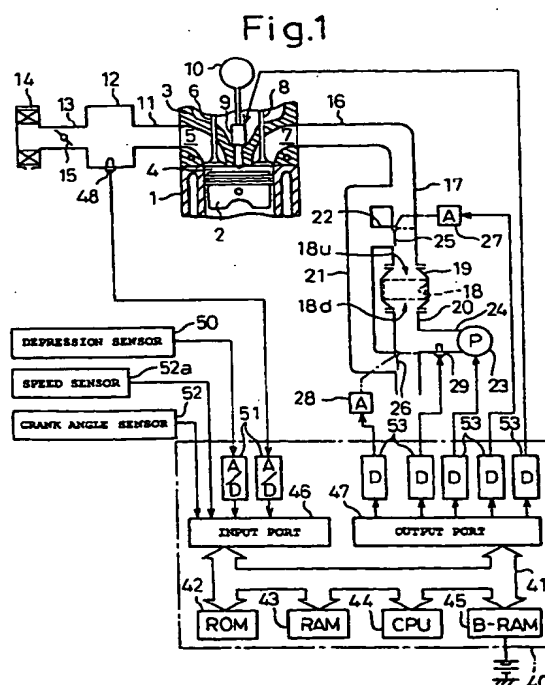 Fig.1
10
14
13
12
11
3
6
9
8
16
5
7
15
4
17
48
1
2
22
A
25
27
18u
19
21
18
18d
20
24
P
50
DEPRESSION SENSOR
26
29
23
52a
SPEED SENSOR
28
A
52
CRANK ANGLE SENSOR
51
53
53
53
A/D
A/D
46
47
D
D
D
D
D
INPUT PORT
OUTPUT PORT
41
42
43
44
45
ROM
RAM
CPU
B-RAM
40